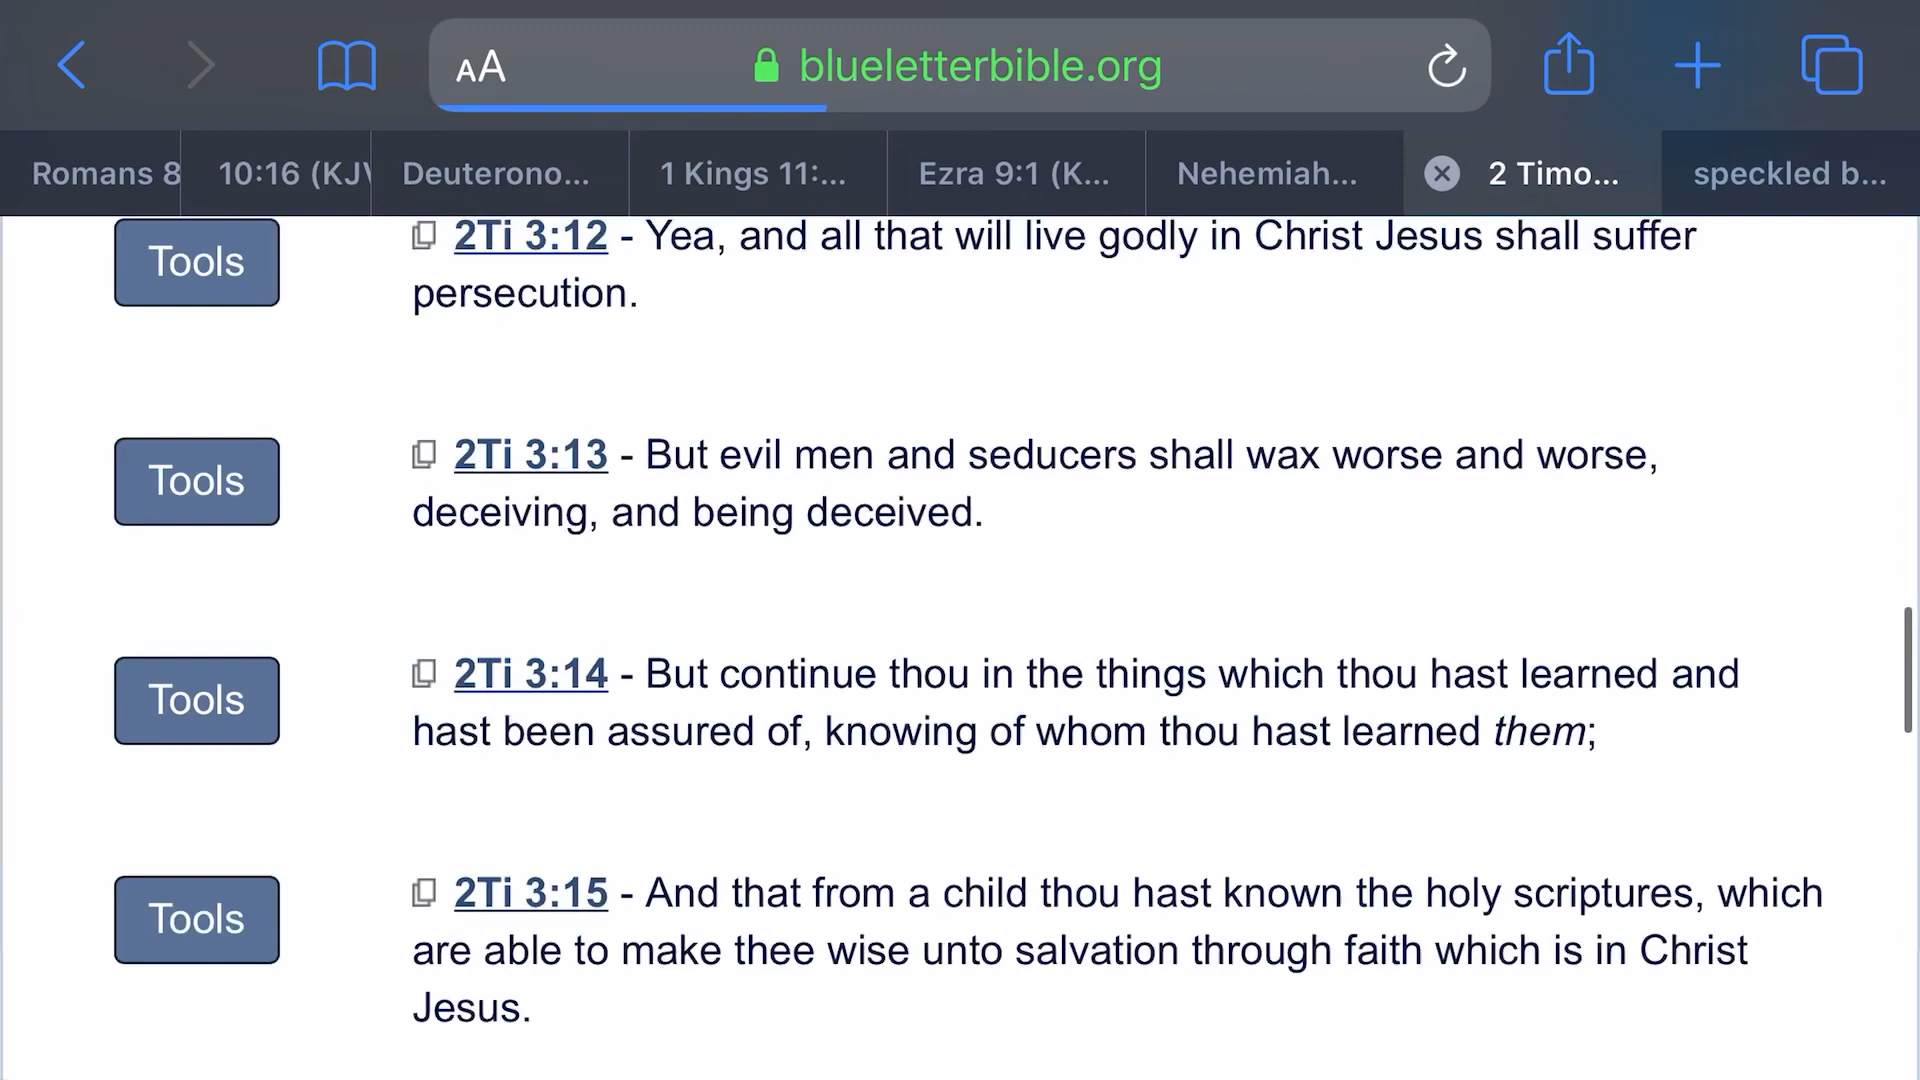 AA blueletterbible.org
Romans 8 10:16 (KJV Deuterono... 1 Kings 11:... Ezra 9:1 (K... Nehemiah... 2 Timo... speckled b...
Tools
2Ti 3:12 - Yea, and all that will live godly in Christ Jesus shall suffer
persecution.
Tools
2Ti 3:13 - But evil men and seducers shall wax worse and worse,
deceiving, and being deceived.
Tools
2Ti 3:14 - But continue thou in the things which thou hast learned and
hast been assured of, knowing of whom thou hast learned them;
Tools
2Ti 3:15 - And that from a child thou hast known the holy scriptures, which
are able to make thee wise unto salvation through faith which is in Christ
Jesus.